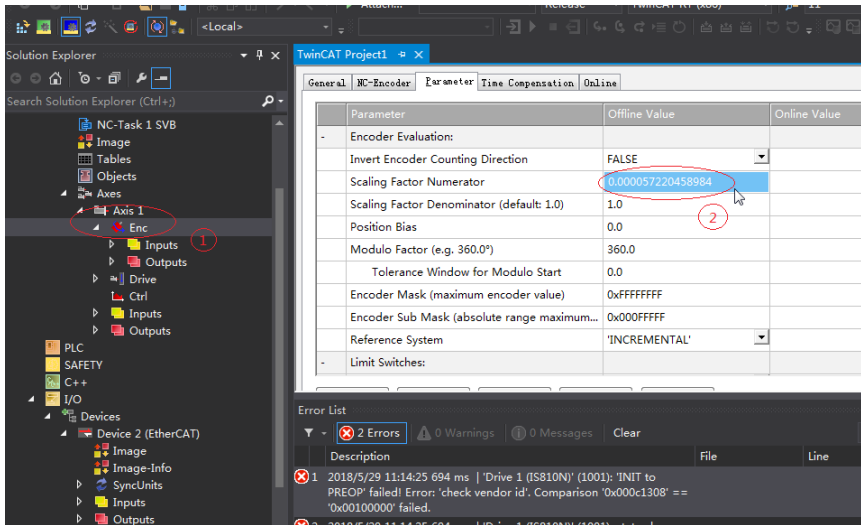 Attach...
Release
TwinCAT RT (x86)
11
<Local>
Solution Explorer
Search Solution Explorer (Ctrl+;)
NC-Task 1 SVB
Image
Tables
Objects
Axes
Axis 1
Enc
1
Inputs
Outputs
Drive
Ctrl
Inputs
Outputs
PLC
SAFETY
C++
I/O
Devices
Device 2 (EtherCAT)
Image
Image-Info
SyncUnits
Inputs
Outputs
TwinCAT Project1
General NC-Encoder Parameter Time Compensation Online
Parameter Offline Value Online Value
- Encoder Evaluation:
Invert Encoder Counting Direction FALSE
Scaling Factor Numerator 0.000057220458984
Scaling Factor Denominator (default: 1.0) 1.0
2
Position Bias 0.0
Modulo Factor (e.g. 360.0°) 360.0
Tolerance Window for Modulo Start 0.0
Encoder Mask (maximum encoder value) 0xFFFFFFFF
Encoder Sub Mask (absolute range maximum... 0x000FFFFF
Reference System 'INCREMENTAL'
- Limit Switches:
Error List
2 Errors 0 Warnings 0 Messages Clear
Description File Line
1 2018/5/29 11:14:25 694 ms | 'Drive 1 (IS810N)' (1001): 'INIT to
PREOP' failed! Error: 'check vendor id'. Comparison '0x000c1308' ==
'0x00100000' failed.